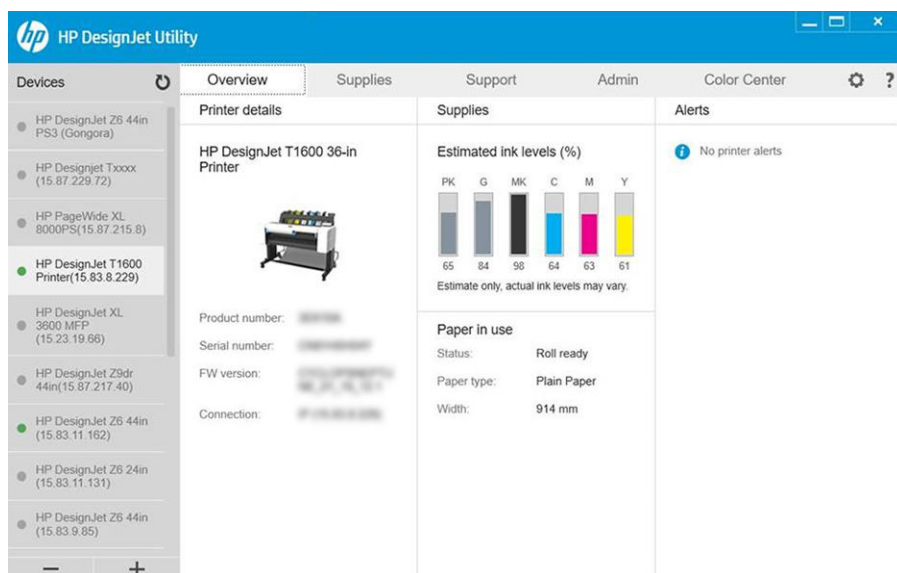 hp HP DesignJet Utility
Devices
HP DesignJet Z6 44in
PS3 (Gongora)
HP Designjet Txxxx
(15.87.229.72)
HP PageWide XL
8000PS(15.87.215.8)
HP DesignJet T1600
Printer(15.83.8.229)
HP DesignJet XL
3600 MFP
(15.23.19.66)
HP DesignJet Z9dr
44in(15.87.217.40)
HP DesignJet Z6 44in
(15.83.11.162)
HP DesignJet Z6 24in
(15.83.11.131)
HP DesignJet Z6 44in
(15.83.9.85)
Overview Supplies Support Admin Color Center ?
Printer details
HP DesignJet T1600 36-in
Printer
Product number:
Serial number:
FW version:
Connection:
Supplies
Estimated ink levels (%)
PK G MK C M Y
65 84 98 64 63 61
Estimate only, actual ink levels may vary.
Paper in use
Status: Roll ready
Paper type: Plain Paper
Width: 914 mm
Alerts
No printer alerts